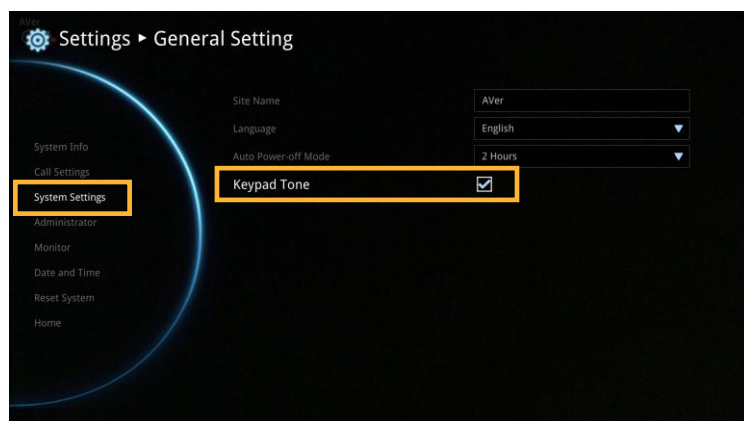 AVer
Settings ▸ General Setting
Site Name AVer
Language English
Auto Power-off Mode 2 Hours
Keypad Tone
System Info
Call Settings
System Settings
Administrator
Monitor
Date and Time
Reset System
Home